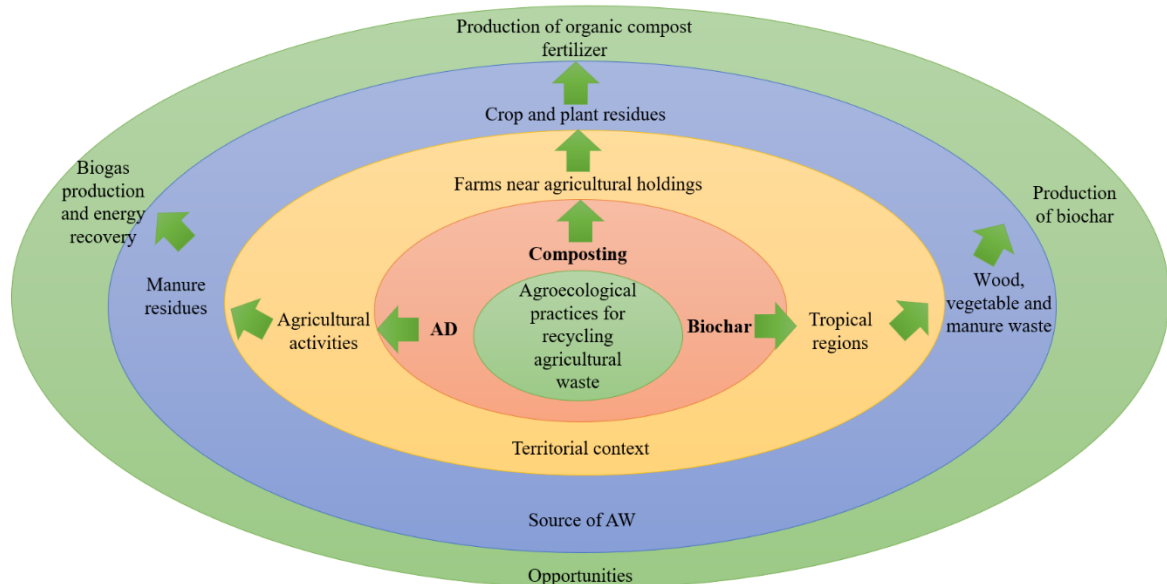 Production of organic compost
fertilizer
Crop and plant residues
Biogas
production
and energy
recovery
Farms near agricultural holdings
Production
of biochar
Composting
Manure
residues
Agricultural
activities
AD
Agroecological
practices for
recycling
agricultural
waste
Biochar
Tropical
regions
Wood,
vegetable and
manure waste
Territorial context
Source of AW
Opportunities